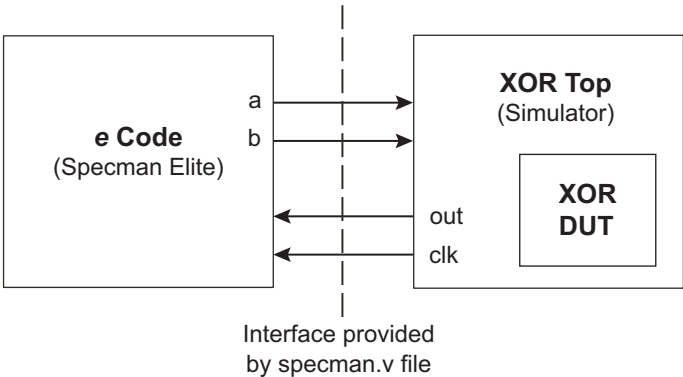 e Code
(Specman Elite)
a
b
XOR Top
(Simulator)
XOR
DUT
out
clk
Interface provided
by specman.v file